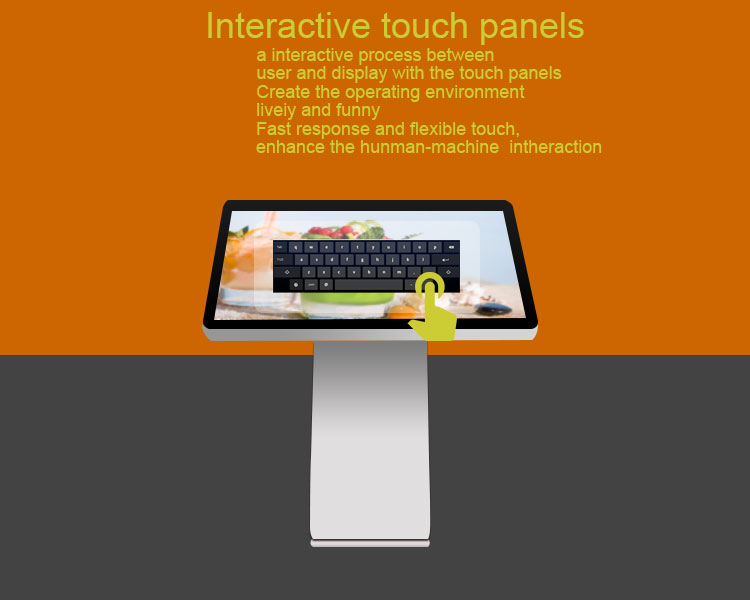 Interactive touch panels
a interactive process between
user and display with the touch panels
Create the operating environment
liveiy and funny
Fast response and flexible touch,
enhance the hunman-machine  intheraction
q w e r t y u i o p
a s d f g h j k l
z x c v b n m ,